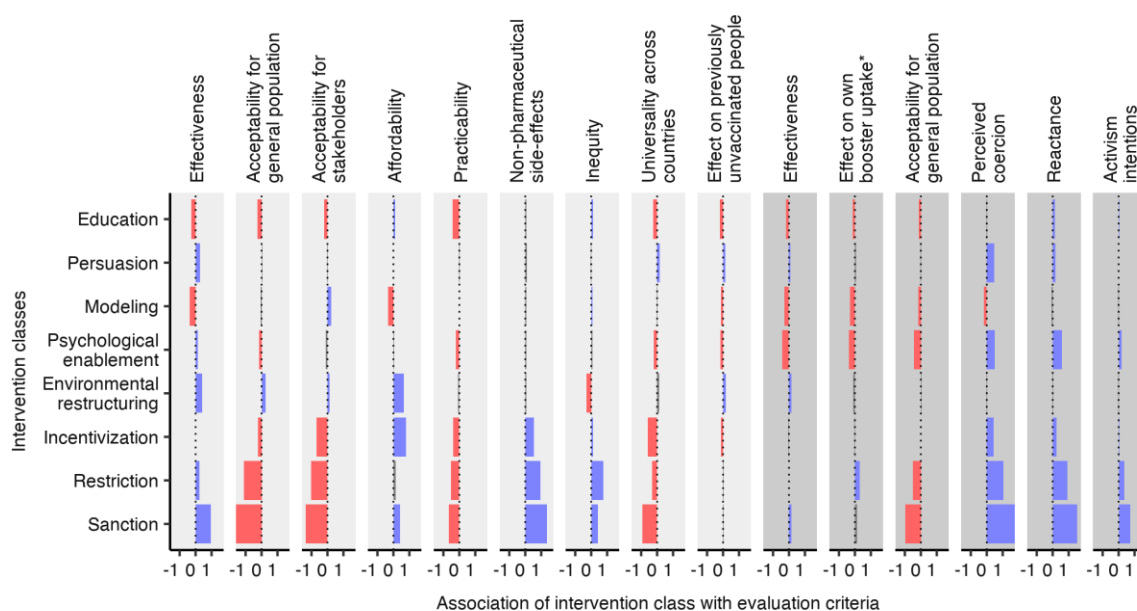 Effectiveness
Acceptability for
general population
Acceptability for
stakeholders
Affordability
Practicability
Non-pharmaceutical
side-effects
Inequity
Universality across
countries
Effect on previously
unvaccinated people
Effectiveness
Effect on own
booster uptake*
Acceptability for
general population
Perceived
coercion
Reactance
Activism
intentions
Intervention classes
Education
Persuasion
Modeling
Psychological
enablement
Environmental
restructuring
Incentivization
Restriction
Sanction
-1 0 1 -1 0 1 -1 0 1 -1 0 1 -1 0 1 -1 0 1 -1 0 1 -1 0 1 -1 0 1 -1 0 1 -1 0 1 -1 0 1 -1 0 1 -1 0 1 -1 0 1
Association of intervention class with evaluation criteria